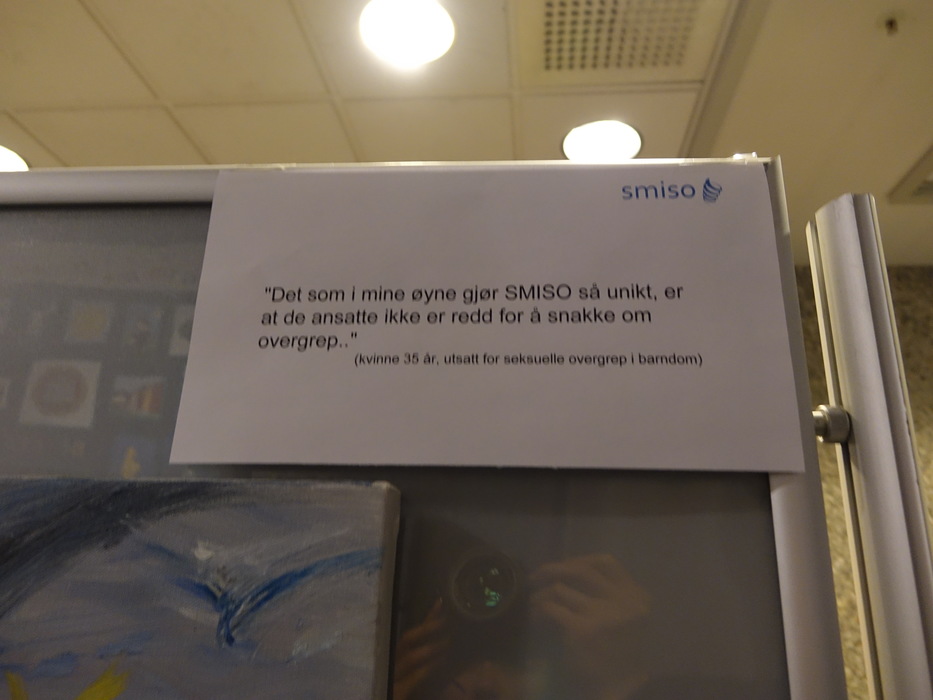 smiso
"Det som i mine øyne gjør SMISO så unikt, er
at de ansatte ikke er redd for å snakke om
overgrep.."
(kvinne 35 år, utsatt for seksuelle overgrep i barndom)